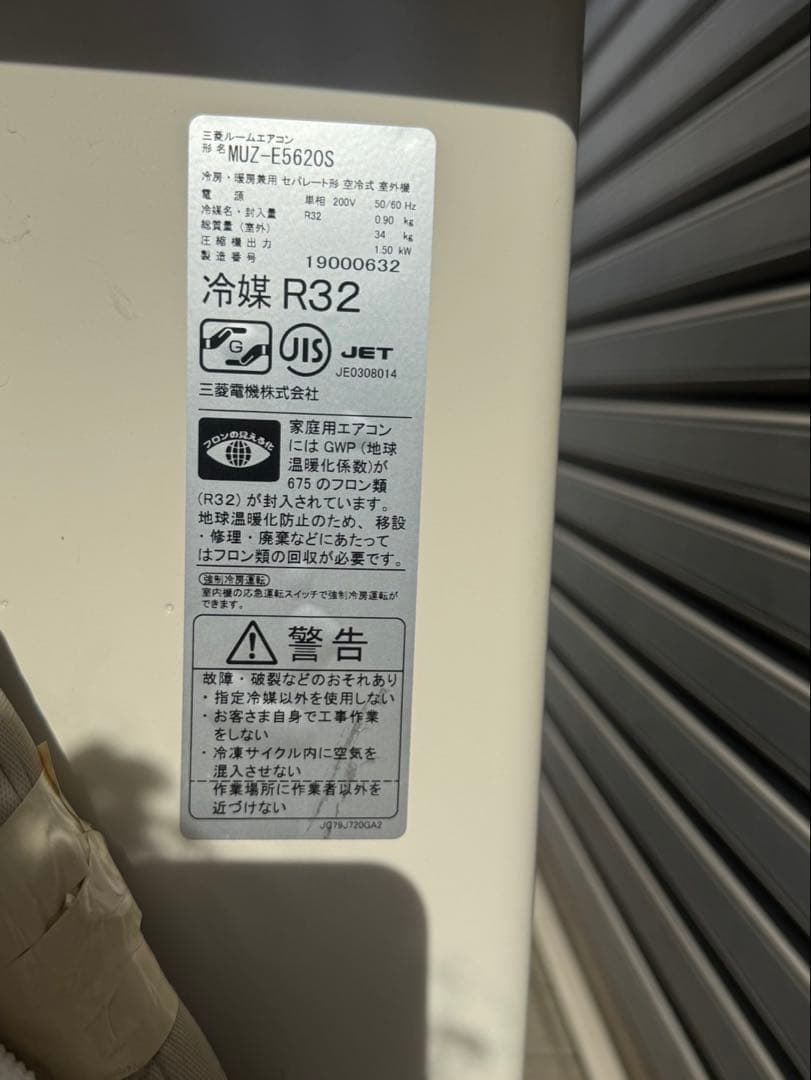 三菱ルームエアコン
形名 MUZ-E5620S
冷房・暖房兼用 セパレート形 空冷式 室外機
電源 単相 200V 50/60 Hz
冷媒名・封入量 R32 0.90 kg
総質量(室外) 34 kg
圧縮機出力 1.50 kW
製造番号 19000632
冷媒 R32
G JIS JET
JE0308014
三菱電機株式会社
フロンの見える化
家庭用エアコン
には GWP (地球
温暖化係数)が
675 のフロン類
(R32) が封入されています。
地球温暖化防止のため、移設
・修理・廃棄などにあたって
はフロン類の回収が必要です。
強制冷房運転
室内機の応急運転スイッチで強制冷房運転が
できます。
警告
故障・破裂などのおそれあり
・指定冷媒以外を使用しない
・お客さま自身で工事作業
をしない
・冷凍サイクル内に空気を
混入させない
作業場所に作業者以外を
近づけない
JG79J720GA2